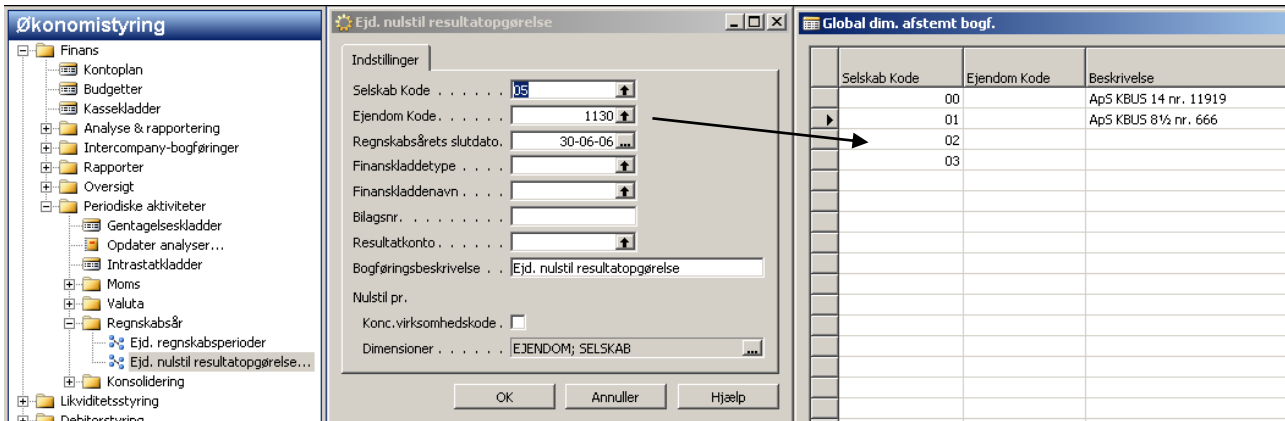 Økonomistyring
Finans
Kontoplan
Budgetter
Kassekladder
Analyse & rapportering
Intercompany-bogføringer
Rapporter
Oversigt
Periodiske aktiviteter
Gentagelseskladder
Opdater analyser...
Intrastatkladder
Moms
Valuta
Regnskabsår
Ejd. regnskabsperioder
Ejd. nulstil resultatopgørelse...
Konsolidering
Likviditetsstyring
Debitorstyring
Ejd. nulstil resultatopgørelse
Indstillinger
Selskab Kode . . . . . . 05
Ejendom Kode. . . . . . 1130
Regnskabsårets slutdato. 30-06-06 ...
Finanskladdetype . . . .
Finanskladdenavn . . . .
Bilagsnr. . . . . . . . .
Resultatkonto . . . . . .
Bogføringsbeskrivelse . . Ejd. nulstil resultatopgørelse
Nulstil pr.
Konc.virksomhedskode .
Dimensioner . . . . . . EJENDOM; SELSKAB ...
OK Annuller Hjælp
Global dim. afstemt bogf.
Selskab Kode Ejendom Kode Beskrivelse
00 ApS KBUS 14 nr. 11919
01 ApS KBUS 8½ nr. 666
02
03